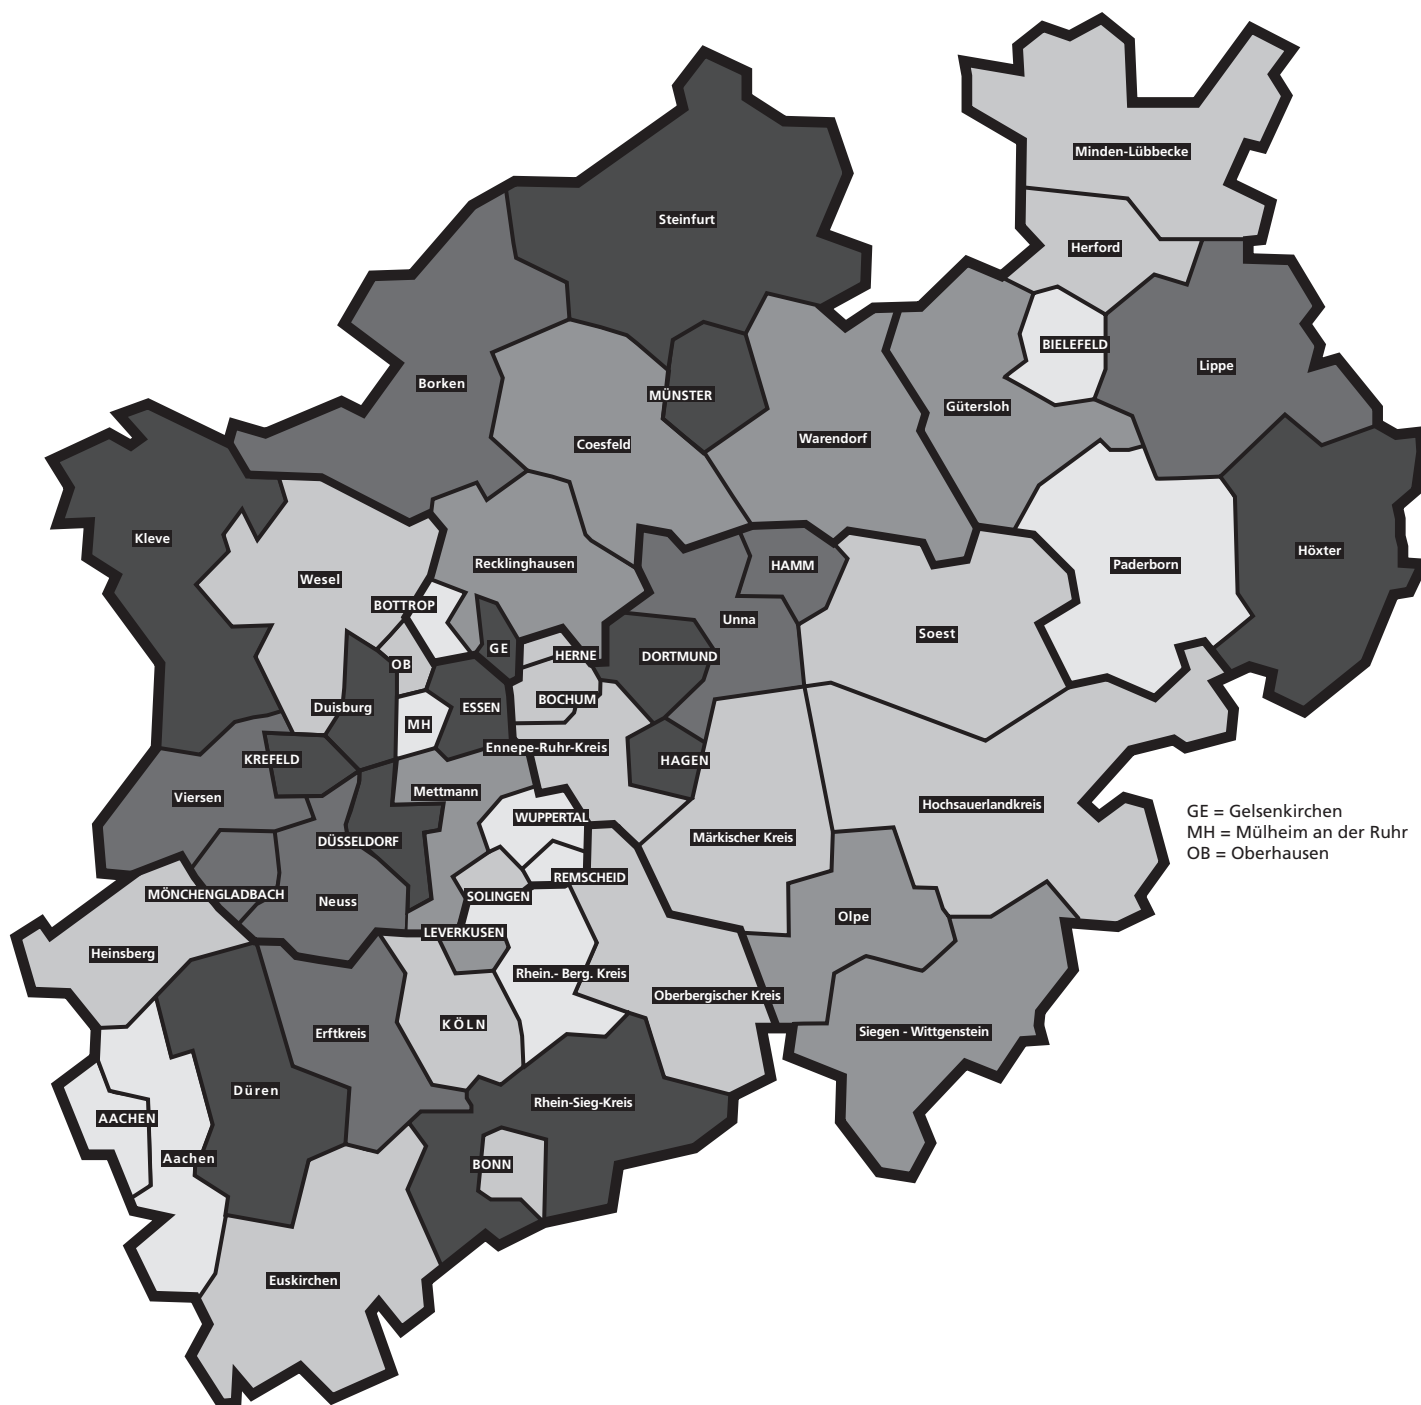 Minden-Lübbecke
Steinfurt
Herford
BIELEFELD
Lippe
Borken
MÜNSTER
Gütersloh
Warendorf
Coesfeld
Kleve
Höxter
Recklinghausen
HAMM
Paderborn
Wesel
BOTTROP
Unna
Soest
GE
HERNE
DORTMUND
OB
BOCHUM
Duisburg
ESSEN
MH
Ennepe-Ruhr-Kreis
KREFELD
HAGEN
Mettmann
Viersen
Hochsauerlandkreis
GE = Gelsenkirchen
MH = Mülheim an der Ruhr
OB = Oberhausen
WUPPERTAL
DÜSSELDORF
Märkischer Kreis
REMSCHEID
MÖNCHENGLADBACH
SOLINGEN
Neuss
Olpe
LEVERKUSEN
Heinsberg
Rhein.- Berg. Kreis
Oberbergischer Kreis
KÖLN
Erftkreis
Siegen - Wittgenstein
Düren
Rhein-Sieg-Kreis
AACHEN
Aachen
BONN
Euskirchen